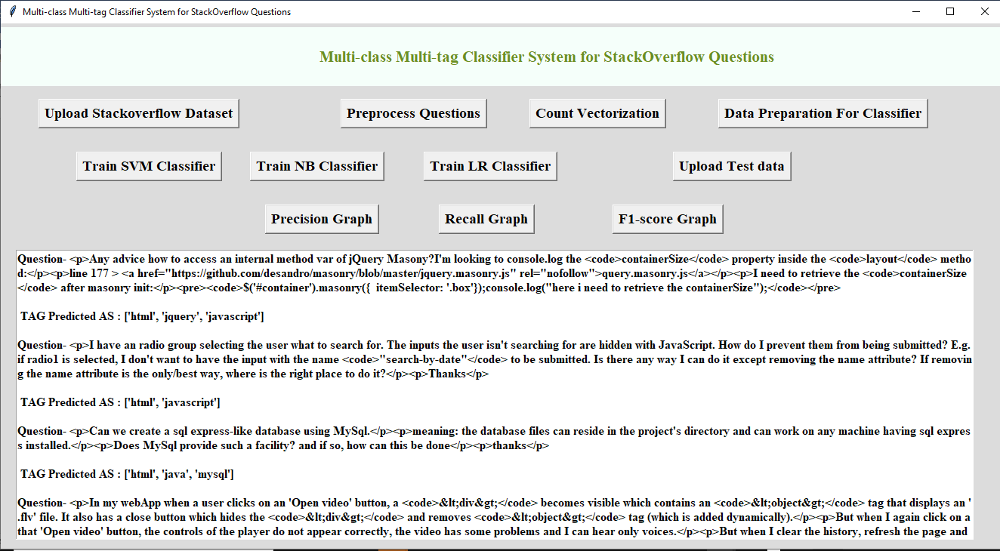 Multi-class Multi-tag Classifier System for StackOverflow Questions
Multi-class Multi-tag Classifier System for StackOverflow Questions
Upload Stackoverflow Dataset Preprocess Questions Count Vectorization Data Preparation For Classifier
Train SVM Classifier Train NB Classifier Train LR Classifier Upload Test data
Precision Graph Recall Graph F1-score Graph
Question- <p>Any advice how to access an internal method var of jQuery Masony?I'm looking to console.log the <code>containerSize</code> property inside the <code>layout</code> metho
d:</p><p>line 177 > <a href="https://github.com/desandro/masonry/blob/master/jquery.masonry.js" rel="nofollow">query.masonry.js</a></p><p>I need to retrieve the <code>containerSize
</code> after masonry init:</p><pre><code>$('#container').masonry({  itemSelector: '.box'});console.log("here i need to retrieve the containerSize");</code></pre>
TAG Predicted AS : ['html', 'jquery', 'javascript']
Question- <p>I have an radio group selecting the user what to search for. The inputs the user isn't searching for are hidden with JavaScript. How do I prevent them from being submitted? E.g.
if radio1 is selected, I don't want to have the input with the name <code>"search-by-date"</code> to be submitted. Is there any way I can do it except removing the name attribute? If removin
g the name attribute is the only/best way, where is the right place to do it?</p><p>Thanks</p>
TAG Predicted AS : ['html', 'javascript']
Question- <p>Can we create a sql express-like database using MySql.</p><p>meaning: the database files can reside in the project's directory and can work on any machine having sql expres
s installed.</p><p>Does MySql provide such a facility? and if so, how can this be done</p><p>thanks</p>
TAG Predicted AS : ['html', 'java', 'mysql']
Question- <p>In my webApp when a user clicks on an 'Open video' button, a <code>&lt;div&gt;</code> becomes visible which contains an <code>&lt;object&gt;</code> tag that displays an '
.flv' file. It also has a close button which hides the <code>&lt;div&gt;</code> and removes <code>&lt;object&gt;</code> tag (which is added dynamically).</p><p>But when I again click on a
that 'Open video' button, the controls of the player do not appear correctly, the video has some problems and I can hear only voices.</p><p>But when I clear the history, refresh the page and